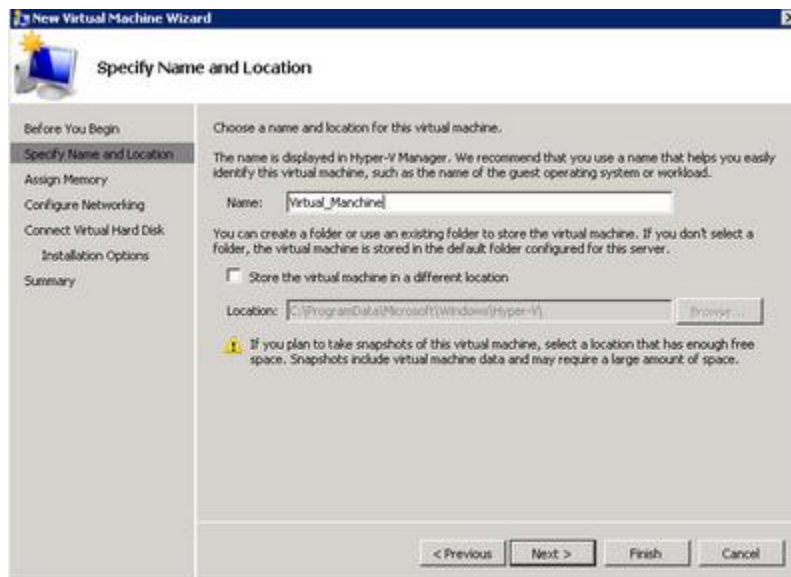 New Virtual Machine Wizard
Specify Name and Location
Before You Begin
Specify Name and Location
Assign Memory
Configure Networking
Connect Virtual Hard Disk
Installation Options
Summary
Choose a name and location for this virtual machine.
The name is displayed in Hyper-V Manager. We recommend that you use a name that helps you easily
identify this virtual machine, such as the name of the guest operating system or workload.
Name: Virtual_Manchine
You can create a folder or use an existing folder to store the virtual machine. If you don't select a
folder, the virtual machine is stored in the default folder configured for this server.
Store the virtual machine in a different location
Location: C:\ProgramData\Microsoft\Windows\Hyper-V\ Browse...
If you plan to take snapshots of this virtual machine, select a location that has enough free
space. Snapshots include virtual machine data and may require a large amount of space.
< Previous Next > Finish Cancel